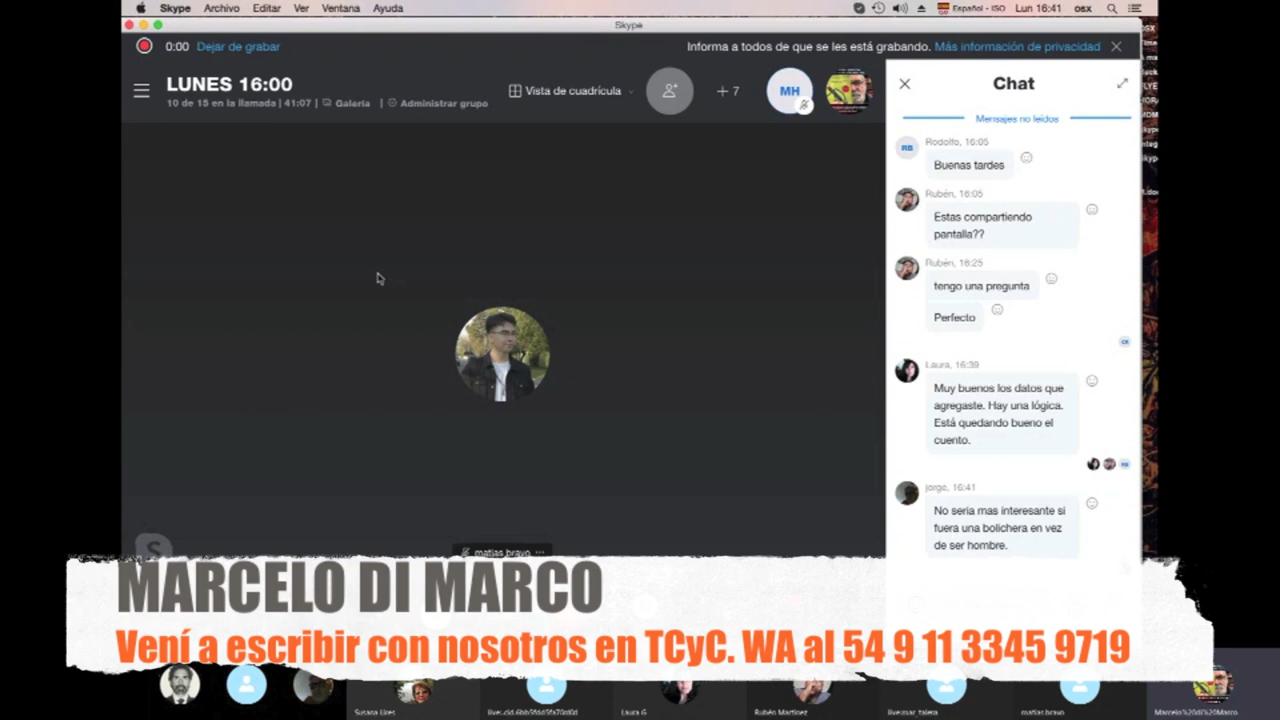 Skype Archivo Editar Ver Ventana Ayuda
Español - ISO Lun 16:41 osx
Skype
0:00 Dejar de grabar
Informa a todos de que se les está grabando. Más información de privacidad
LUNES 16:00
10 de 15 en la llamada | 41:07 | Galería | Administrar grupo
Vista de cuadrícula
+ 7
MH
Chat
Mensajes no leídos
RB
Rodolfo, 16:05
Buenas tardes
Rubén, 16:05
Estas compartiendo
pantalla??
Rubén, 16:25
tengo una pregunta
Perfecto
Laura, 16:39
Muy buenos los datos que
agregaste. Hay una lógica.
Está quedando bueno el
cuento.
RB
jorge, 16:41
No seria mas interesante si
fuera una bolichera en vez
de ser hombre.
matias.bravo
MARCELO DI MARCO
Vení a escribir con nosotros en TCyC. WA al 54 9 11 3345 9719
Susana Lires
Laura G
Rubén Martínez
matias.bravo